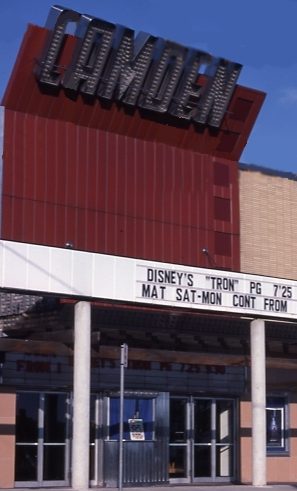 CAMDEN
DISNEY'S "TRON" PG 7'25
MAT SAT-MON CONT FROM